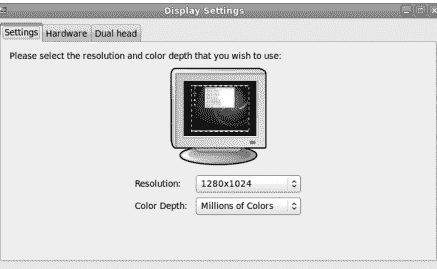 Display Settings
Settings Hardware Dual head
Please select the resolution and color depth that you wish to use:
Resolution: 1280x1024
Color Depth: Millions of Colors